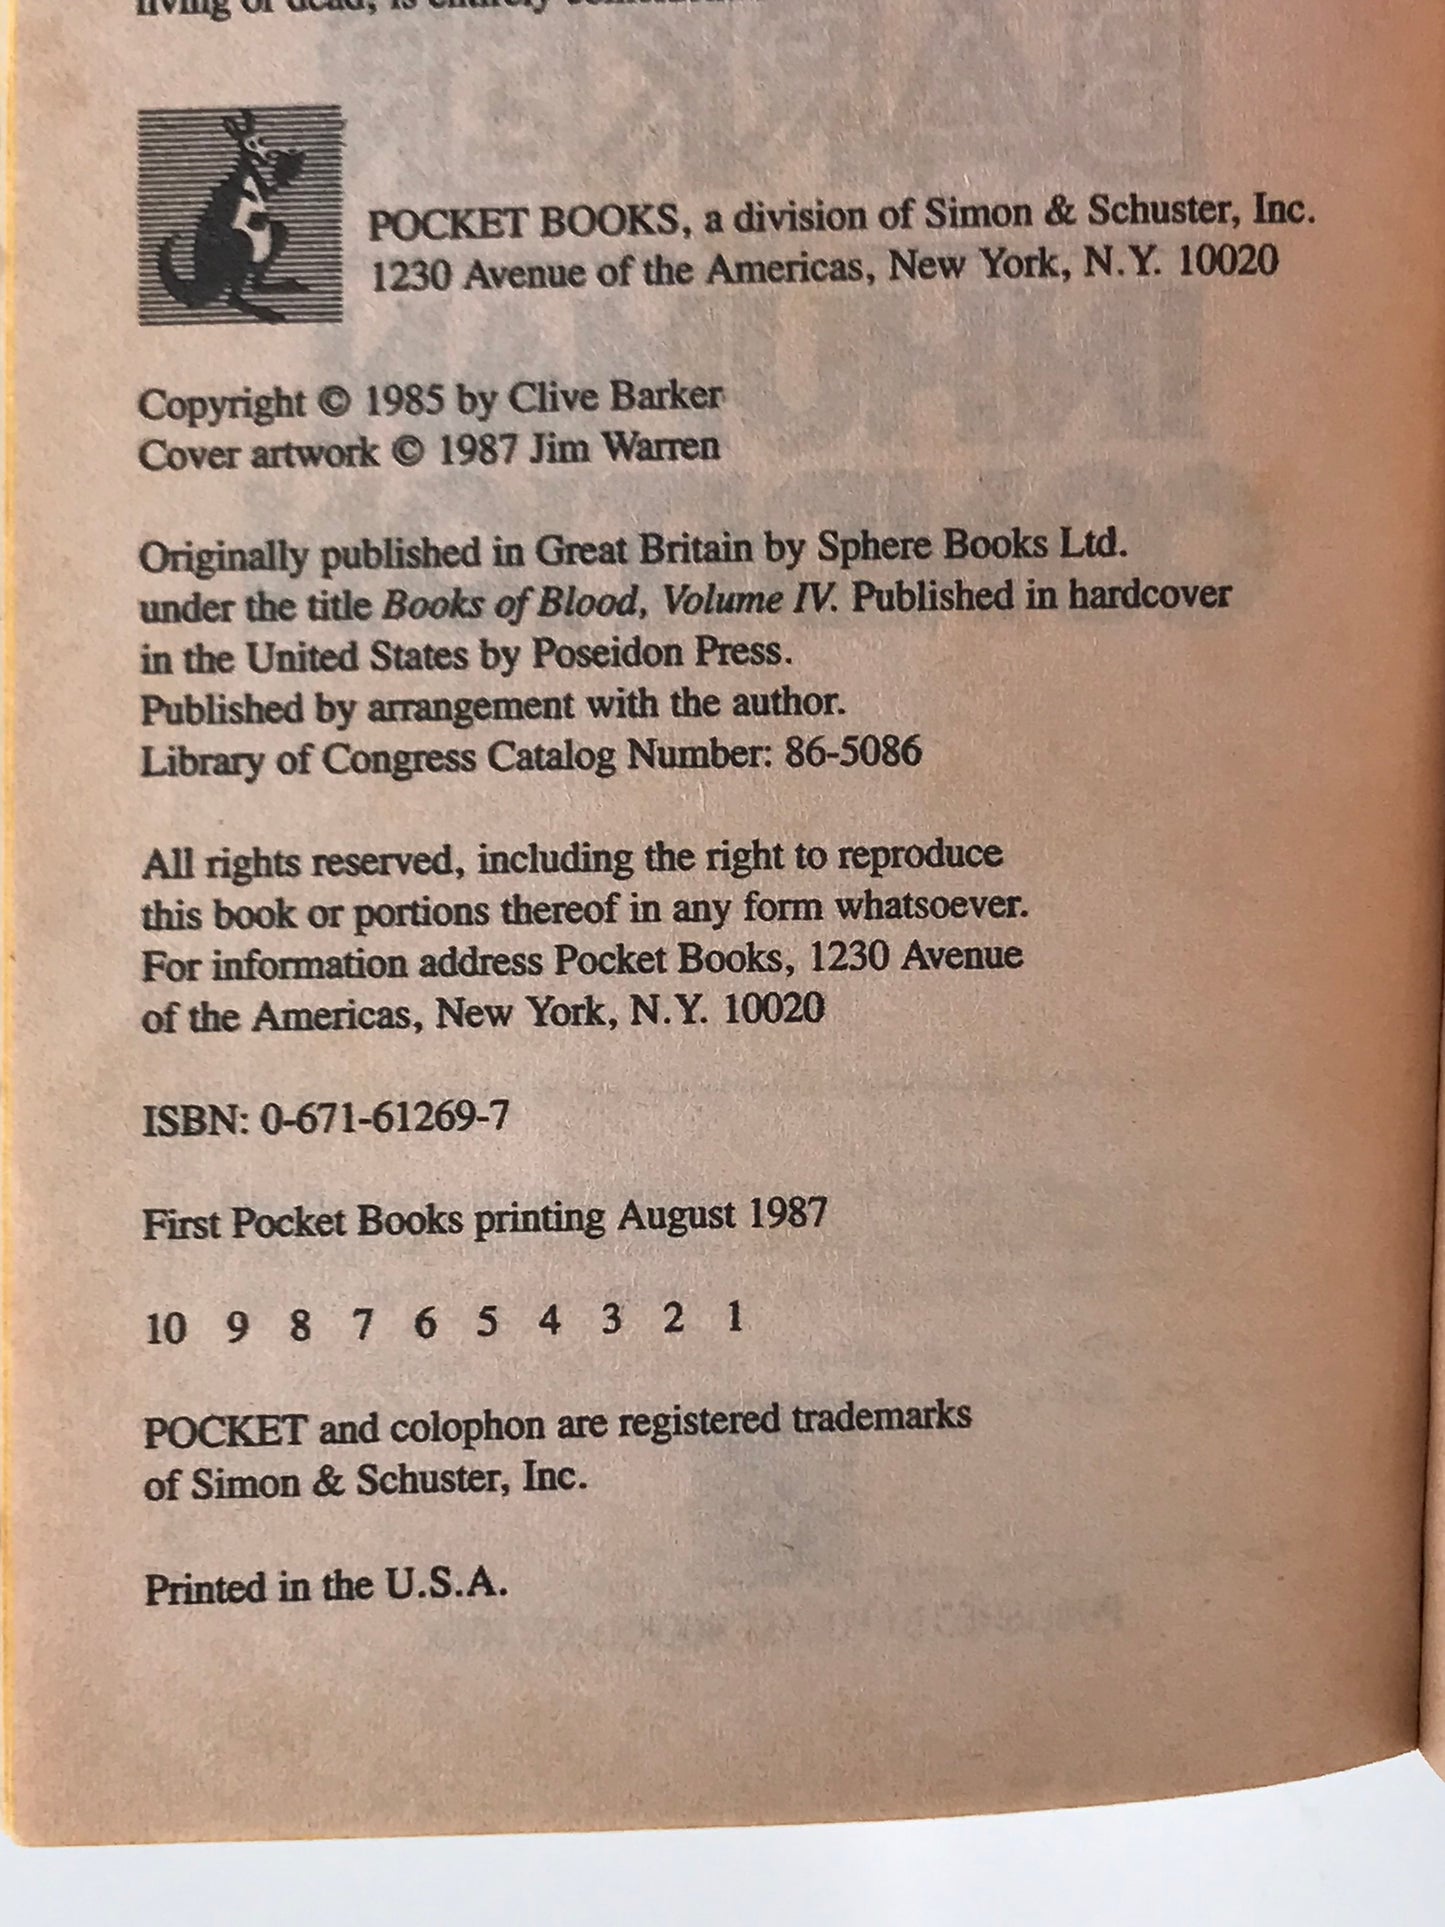 living or dead, is entirely
POCKET BOOKS, a division of Simon & Schuster, Inc.
1230 Avenue of the Americas, New York, N.Y. 10020
Copyright © 1985 by Clive Barker
Cover artwork © 1987 Jim Warren
Originally published in Great Britain by Sphere Books Ltd.
under the title Books of Blood, Volume IV. Published in hardcover
in the United States by Poseidon Press.
Published by arrangement with the author.
Library of Congress Catalog Number: 86-5086
All rights reserved, including the right to reproduce
this book or portions thereof in any form whatsoever.
For information address Pocket Books, 1230 Avenue
of the Americas, New York, N.Y. 10020
ISBN: 0-671-61269-7
First Pocket Books printing August 1987
10 9 8 7 6 5 4 3 2 1
POCKET and colophon are registered trademarks
of Simon & Schuster, Inc.
Printed in the U.S.A.